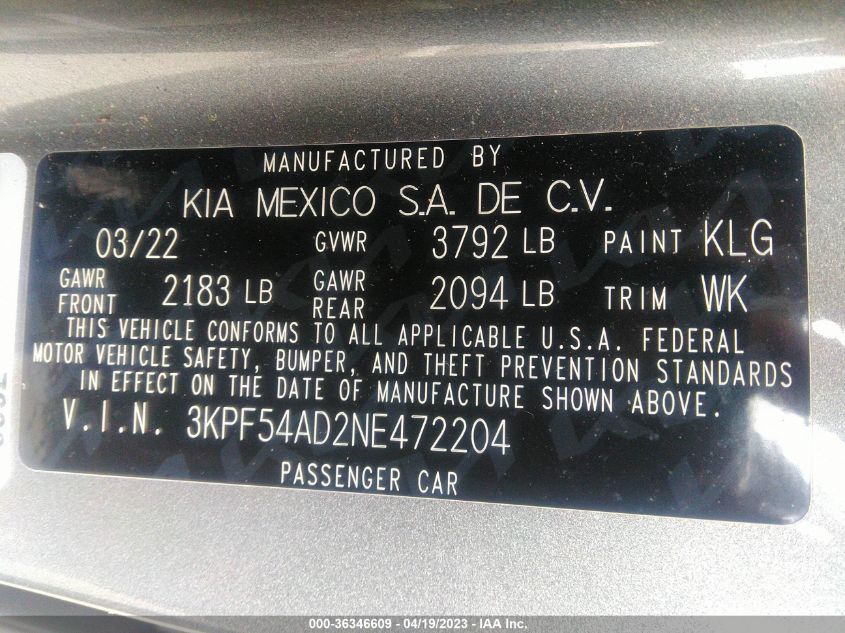 MANUFACTURED BY
KIA MEXICO S.A. DE C.V.
03/22 GVWR 3792 LB PAINT KLG
GAWR FRONT 2183 LB GAWR REAR 2094 LB TRIM WK
THIS VEHICLE CONFORMS TO ALL APPLICABLE U.S.A. FEDERAL
MOTOR VEHICLE SAFETY, BUMPER, AND THEFT PREVENTION STANDARDS
IN EFFECT ON THE DATE OF MANUFACTURE SHOWN ABOVE.
V.I.N. 3KPF54AD2NE472204
PASSENGER CAR
000-36346609 - 04/19/2023 - IAA Inc.